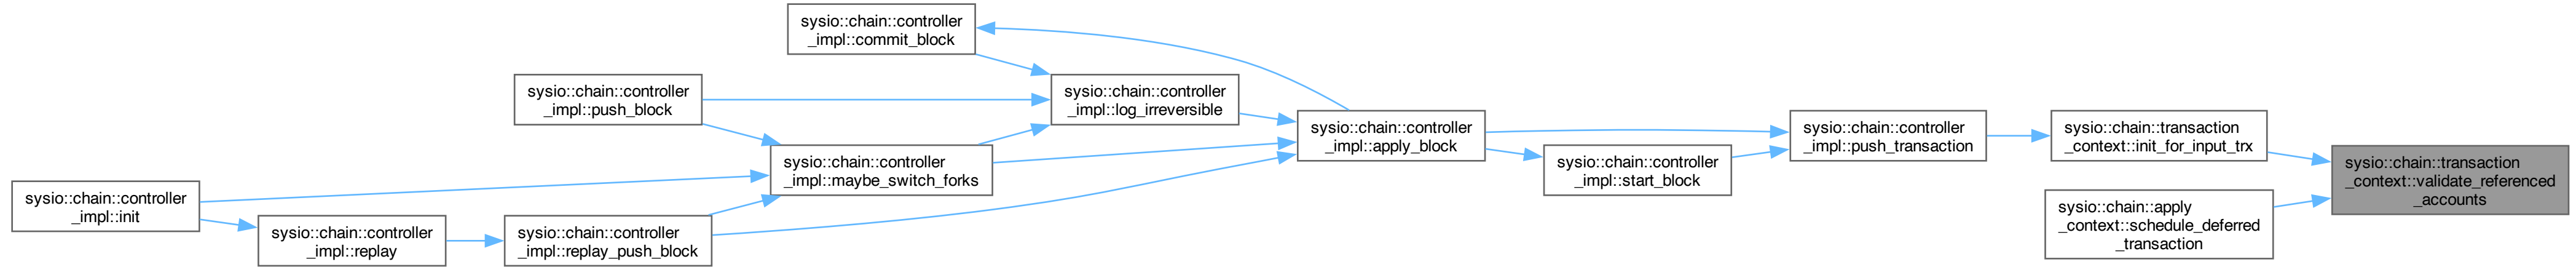 sysio::chain::controller
_impl::commit_block
sysio::chain::controller
_impl::push_block
sysio::chain::controller
_impl::log_irreversible
sysio::chain::controller
_impl::apply_block
sysio::chain::controller
_impl::push_transaction
sysio::chain::transaction
_context::init_for_input_trx
sysio::chain::controller
_impl::maybe_switch_forks
sysio::chain::controller
_impl::start_block
sysio::chain::transaction
_context::validate_referenced
_accounts
sysio::chain::controller
_impl::init
sysio::chain::controller
_impl::replay
sysio::chain::controller
_impl::replay_push_block
sysio::chain::apply
_context::schedule_deferred
_transaction